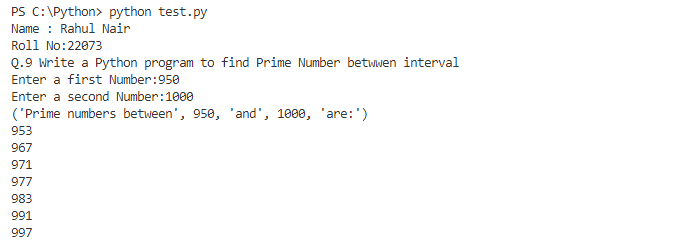 PS C:\Python> python test.py
Name : Rahul Nair
Roll No:22073
Q.9 Write a Python program to find Prime Number betwwen interval
Enter a first Number:950
Enter a second Number:1000
('Prime numbers between', 950, 'and', 1000, 'are:')
953
967
971
977
983
991
997